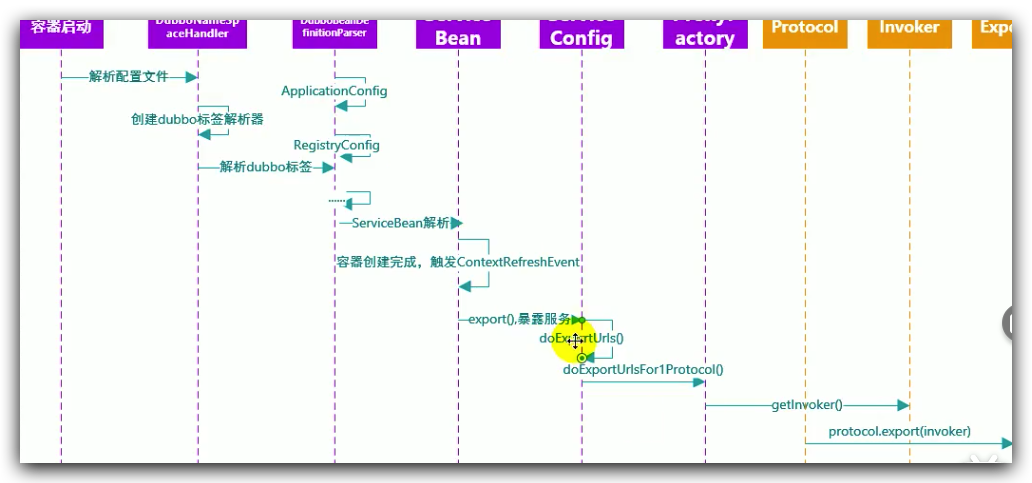 容器启动
DubboNameSp
aceHandler
DubboBeanDe
finitionParser
Service
Bean
Service
Config
ProxyF
actory
Protocol
Invoker
Expo
解析配置文件
ApplicationConfig
创建dubbo标签解析器
RegistryConfig
解析dubbo标签
......
ServiceBean解析
容器创建完成，触发ContextRefreshEvent
export(),暴露服务
doExportUrls()
doExportUrlsFor1Protocol()
getInvoker()
protocol.export(invoker)